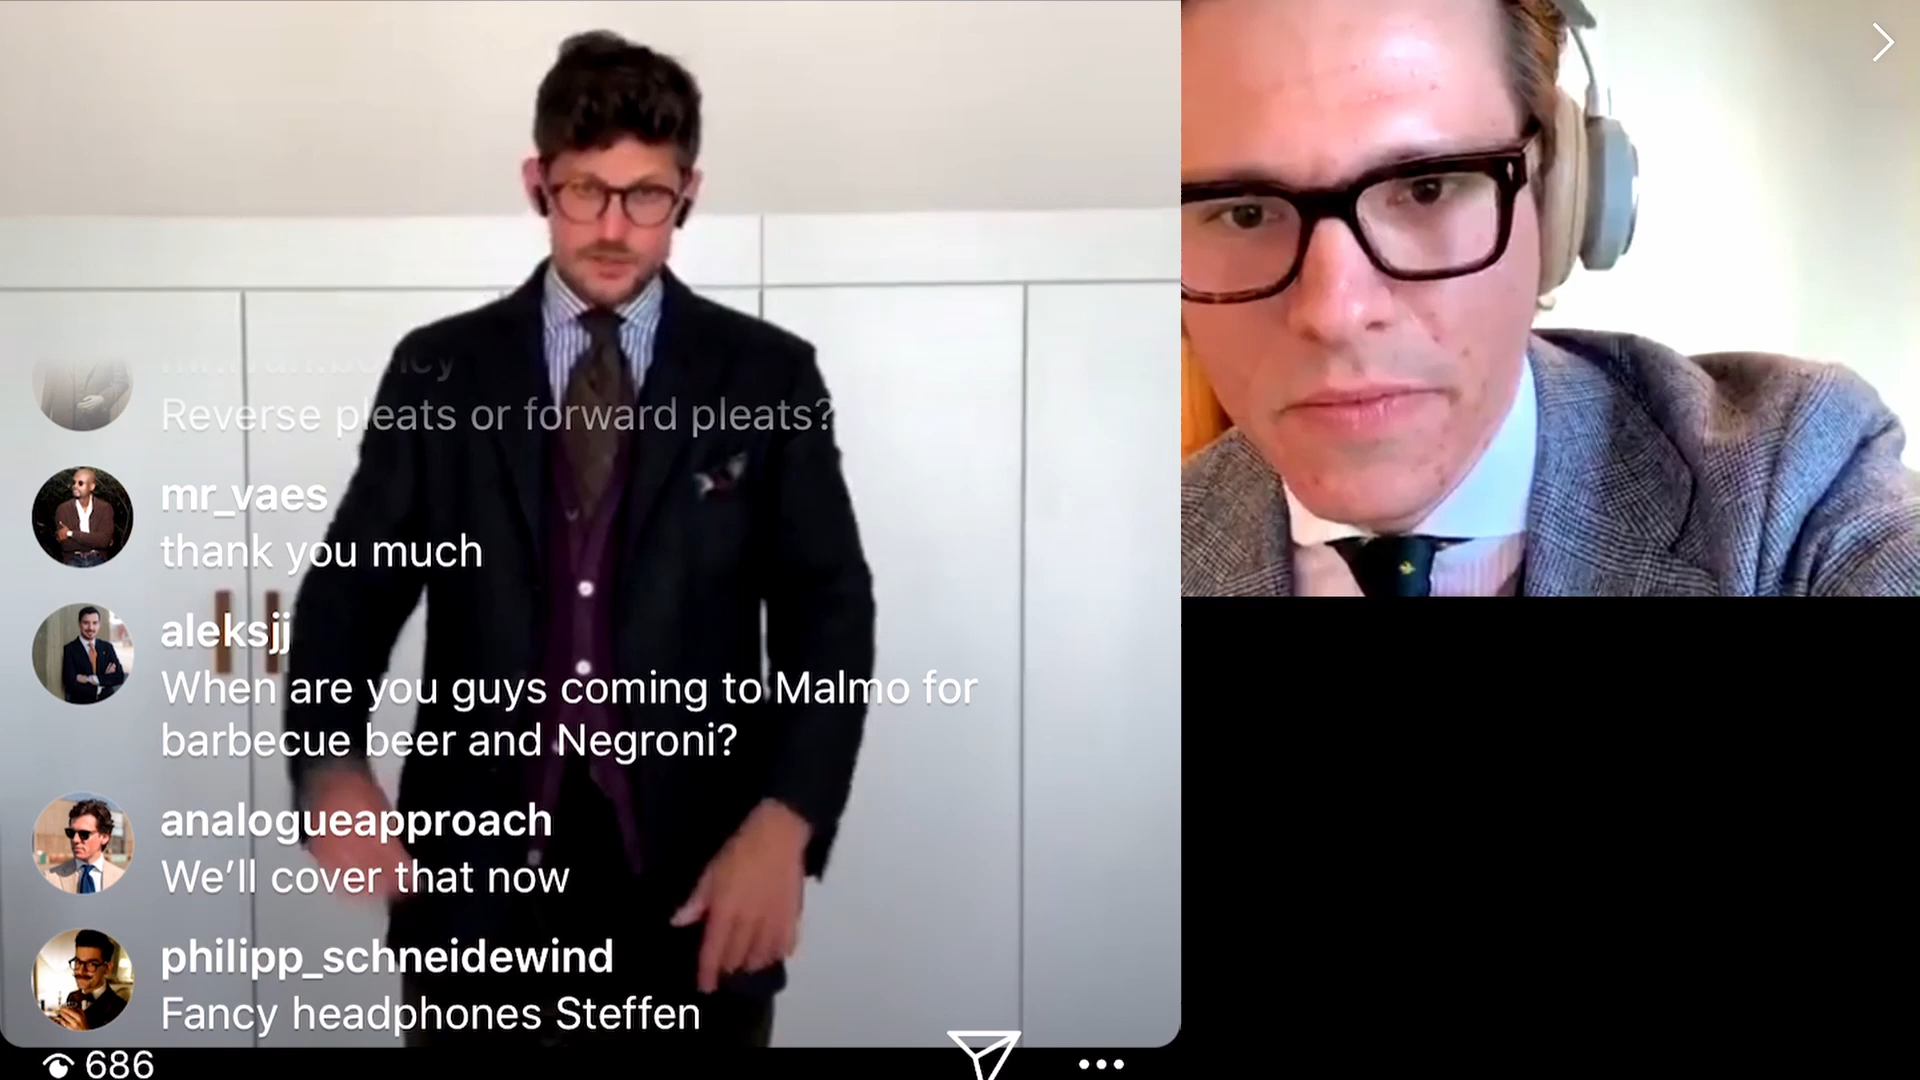 Reverse pleats or forward pleats?
mr_vaes
thank you much
aleksjj
When are you guys coming to Malmo for
barbecue beer and Negroni?
analogueapproach
We'll cover that now
philipp_schneidewind
Fancy headphones Steffen
686